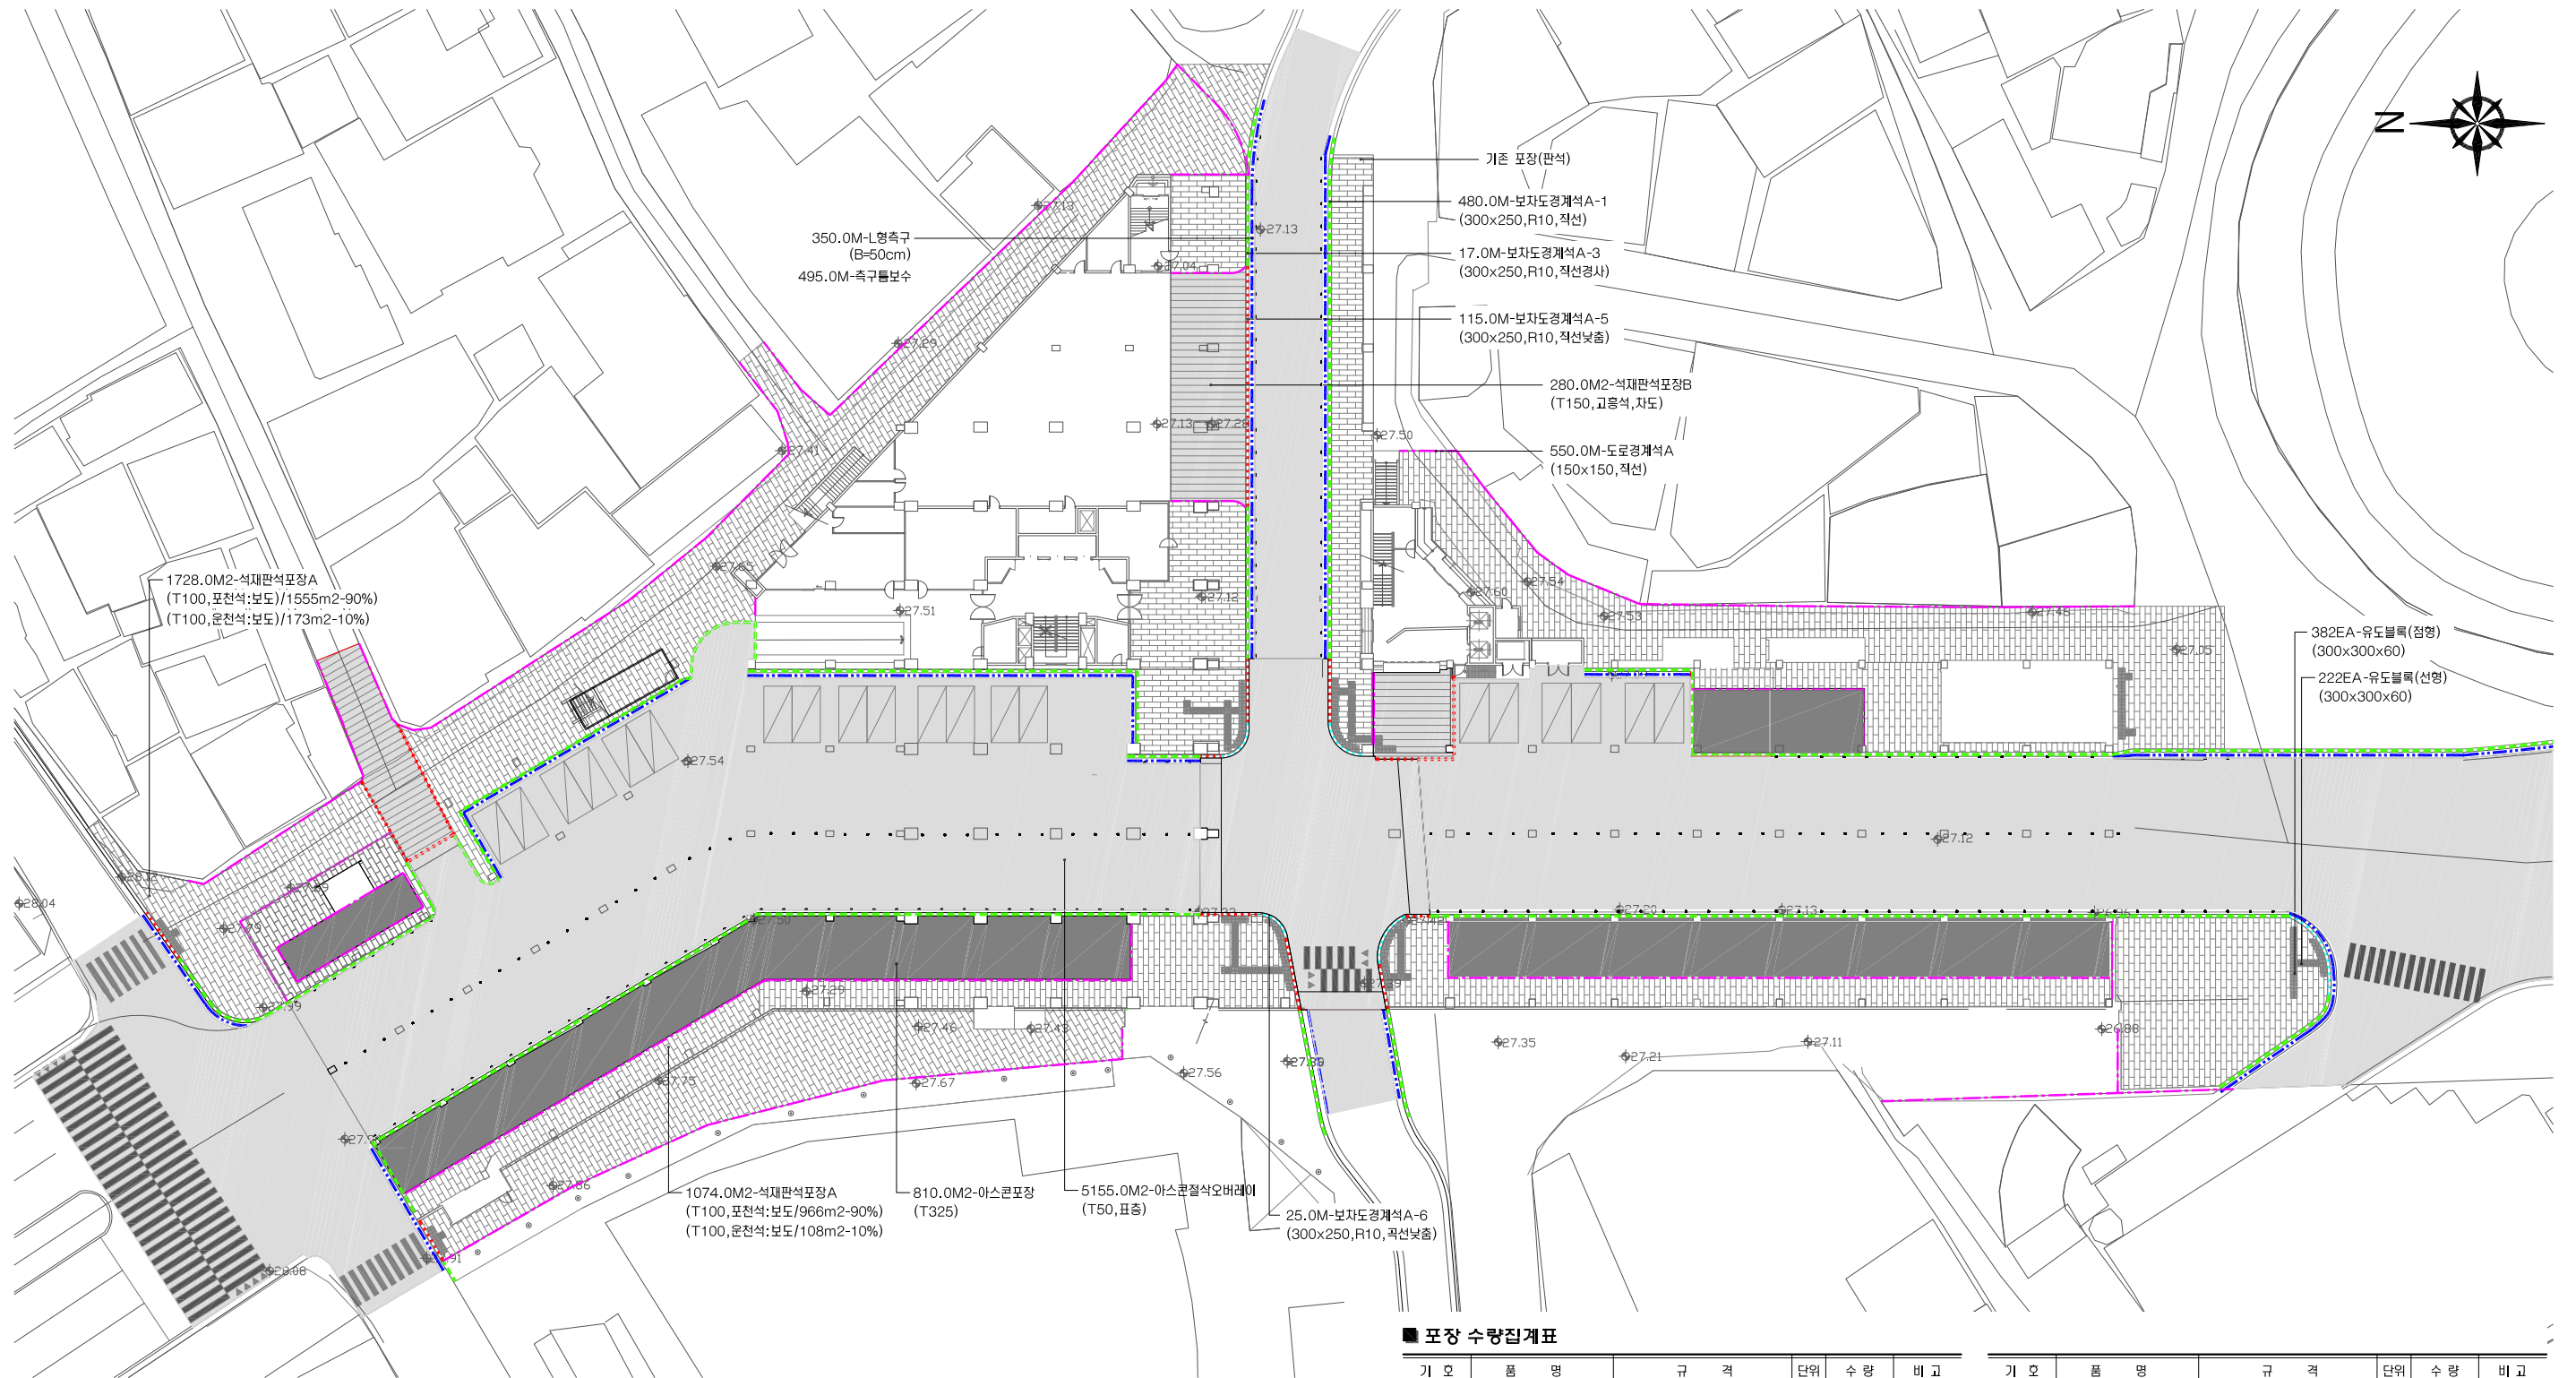 N
기존 포장(판석)
480.0M-보차도경계석A-1
(300x250,R10,직선)
350.0M-L형측구
(B=50cm)
495.0M-측구틈보수
17.0M-보차도경계석A-3
(300x250,R10,직선경사)
115.0M-보차도경계석A-5
(300x250,R10,직선낮춤)
280.0M2-석재판석포장B
(T150,고흥석,차도)
550.0M-도로경계석A
(150x150,직선)
1728.0M2-석재판석포장A
(T100,포천석:보도)/1555m2-90%)
(T100,운천석:보도)/173m2-10%)
382EA-유도블록(점형)
(300x300x60)
222EA-유도블록(선형)
(300x300x60)
1074.0M2-석재판석포장A
(T100,포천석:보도/966m2-90%)
(T100,운천석:보도/108m2-10%)
810.0M2-아스콘포장
(T325)
5155.0M2-아스콘절삭오버레이
(T50,표층)
25.0M-보차도경계석A-6
(300x250,R10,곡선낮춤)
27.13
27.13
27.04
27.29
27.13
27.28
27.50
27.41
27.65
27.51
27.12
27.60
27.54
27.53
27.46
27.05
27.54
27.12
28.04
27.99
27.50
27.20
27.13
27.29
27.46
27.43
27.35
27.21
27.11
26.88
27.75
27.67
27.56
27.86
28.08
포장 수량집계표
기 호 품 명 규 격 단위 수 량 비 고
기 호 품 명 규 격 단위 수 량 비 고